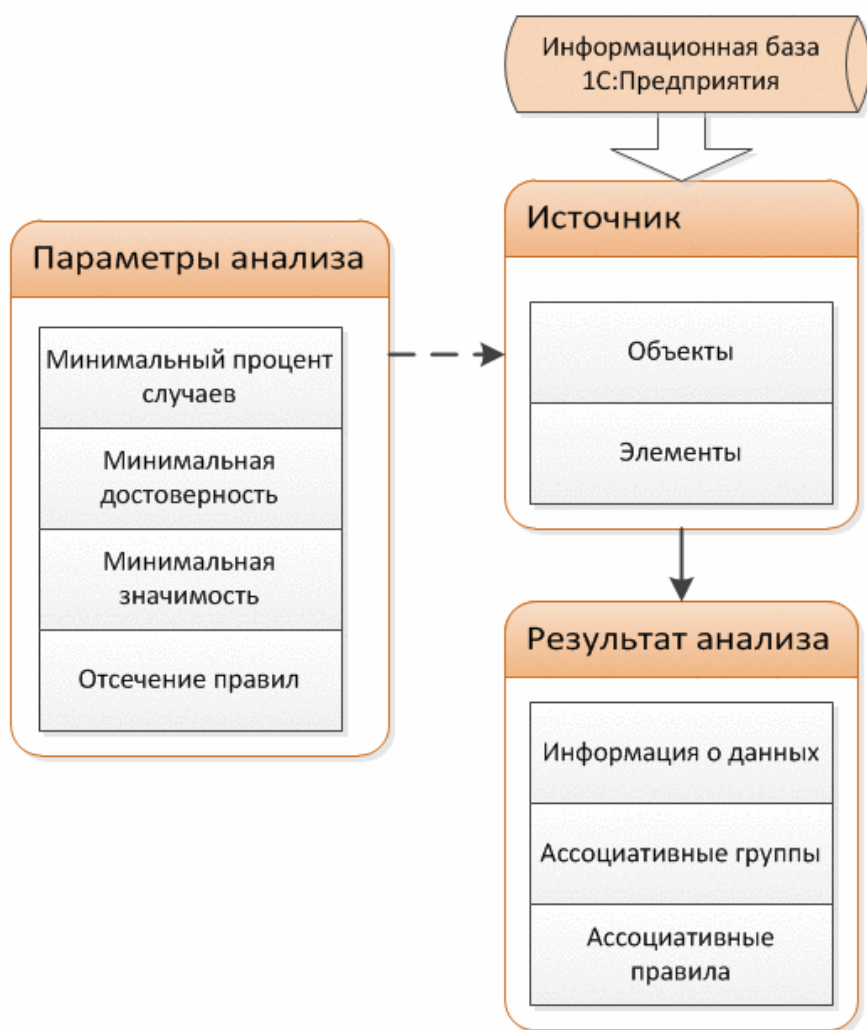 Информационная база
1С:Предприятия
Источник
Объекты
Элементы
Параметры анализа
Минимальный процент
случаев
Минимальная
достоверность
Минимальная
значимость
Отсечение правил
Результат анализа
Информация о данных
Ассоциативные группы
Ассоциативные
правила